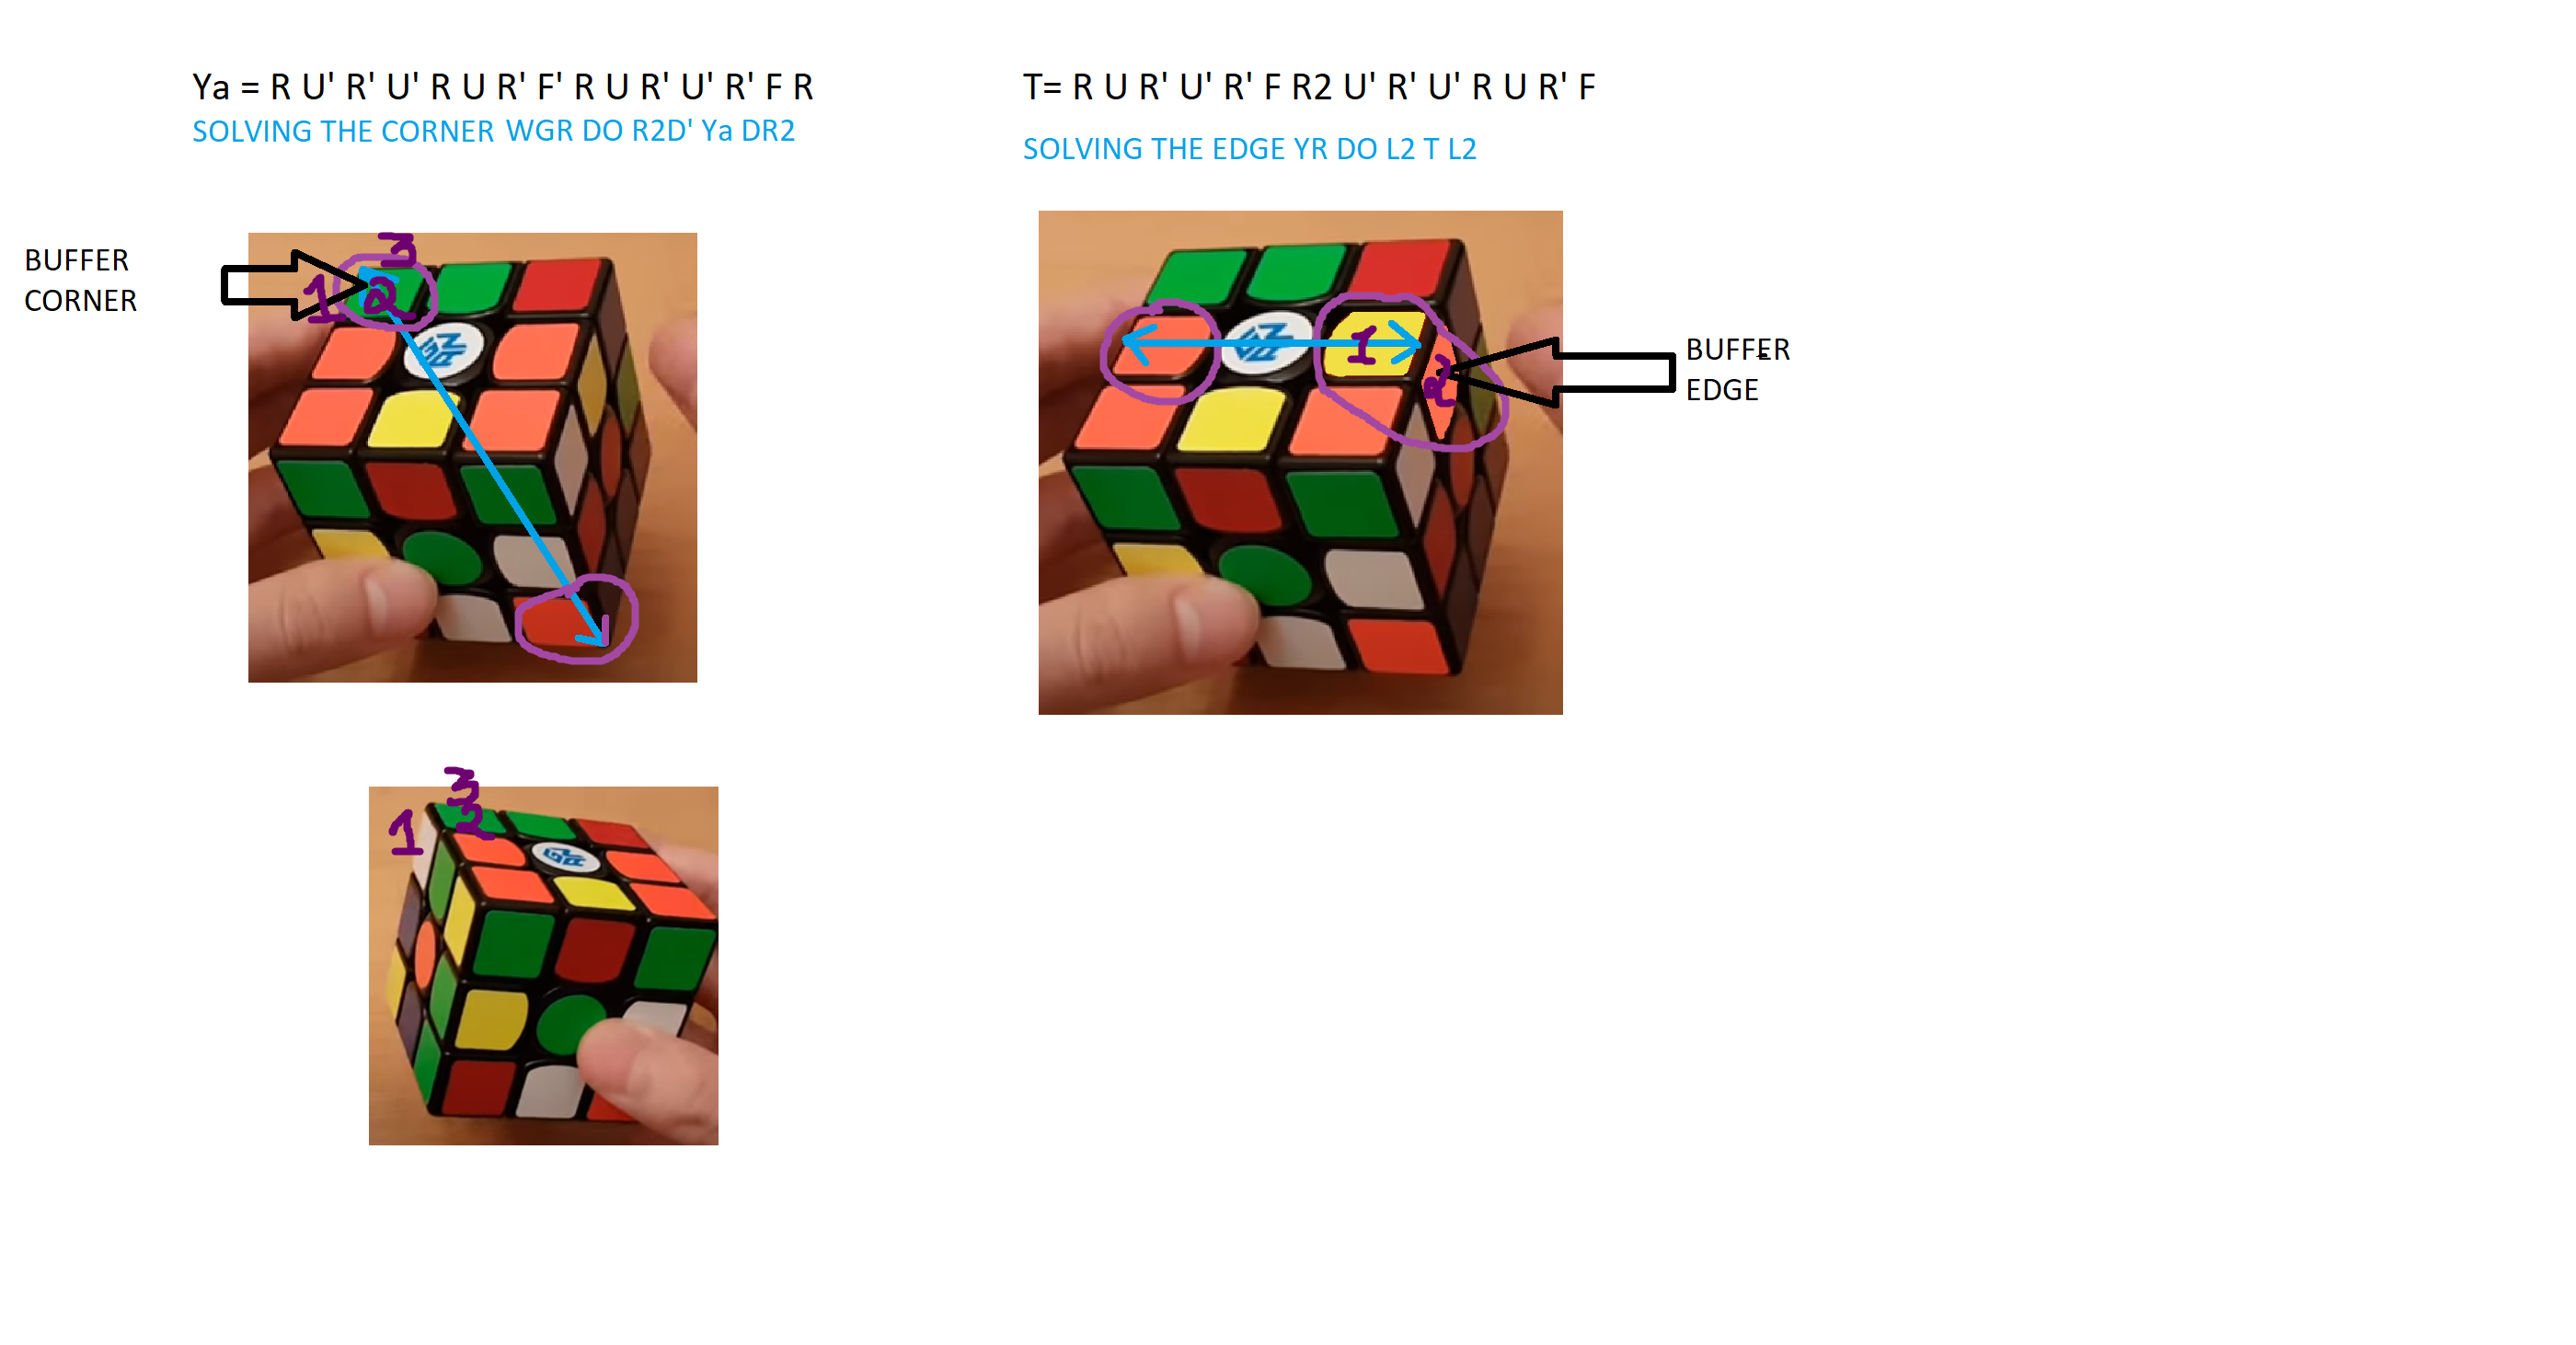 Ya = R U' R' U' R U R' F' R U R' U' R' F R
SOLVING THE CORNER WGR DO R2D' Ya DR2
T= R U R' U' R' F R2 U' R' U' R U R' F
SOLVING THE EDGE YR DO L2 T L2
BUFFER
CORNER
3
1 2
1
2
BUFFER
EDGE
3
1 2